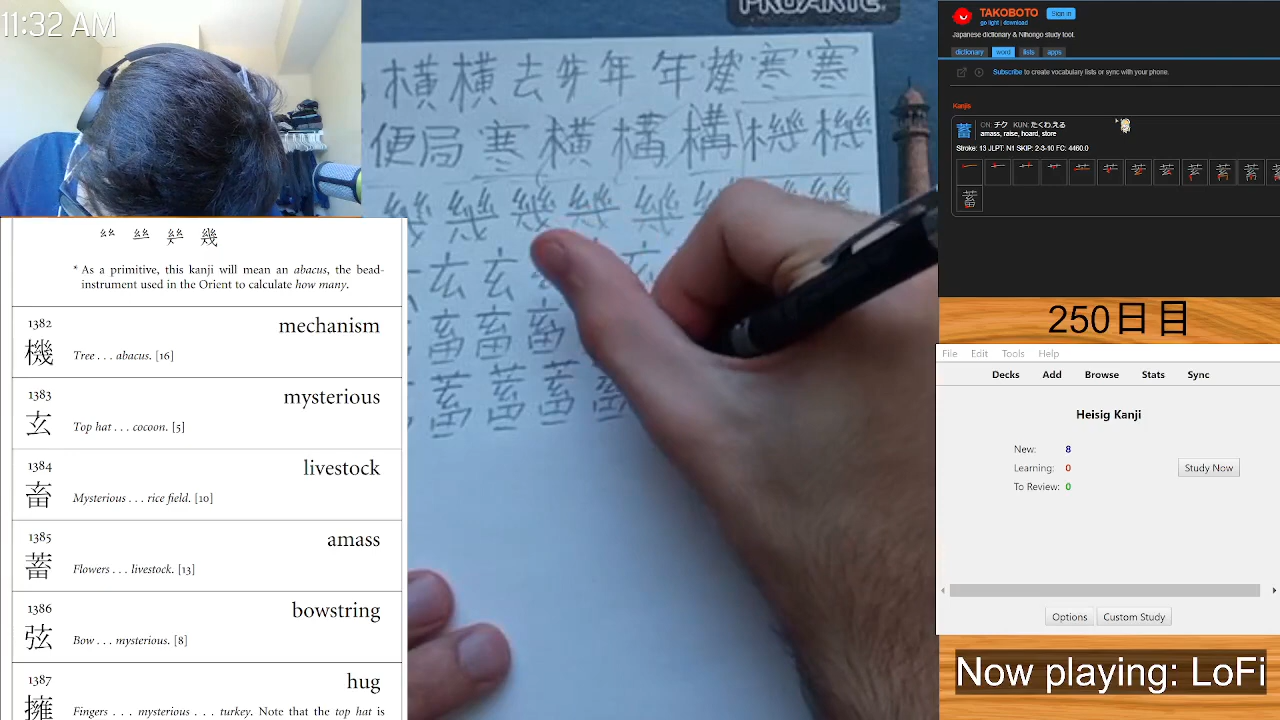 11:32 AM
* As a primitive, this kanji will mean an abacus, the bead-
instrument used in the Orient to calculate how many.
1382
mechanism
機
Tree . . . abacus. [16]
1383
mysterious
玄
Top hat . . . cocoon. [5]
1384
livestock
畜
Mysterious . . . rice field. [10]
1385
amass
蓄
Flowers . . . livestock. [13]
1386
bowstring
弦
Bow . . . mysterious. [8]
1387
hug
擁
Fingers . . . mysterious . . . turkey. Note that the top hat is
横 横 去 年 年 寒 寒
便 局 寒 横 構 構 機 機
幾 幾 幾 幾
玄 玄 玄
畜 畜 畜
蓄 蓄 蓄 蓄
TAKOBOTO
Sign in
go light | download
Japanese dictionary & Nihongo study tool.
dictionary word lists apps
Subscribe to create vocabulary lists or sync with your phone.
Kanjis
蓄
ON: チク KUN: たくわ.える
amass, raise, hoard, store
Stroke: 13 JLPT: N1 SKIP: 2-3-10 FC: 4460.0
250日目
File Edit Tools Help
Decks Add Browse Stats Sync
Heisig Kanji
New: 8
Learning: 0
To Review: 0
Study Now
Options Custom Study
Now playing: LoFi